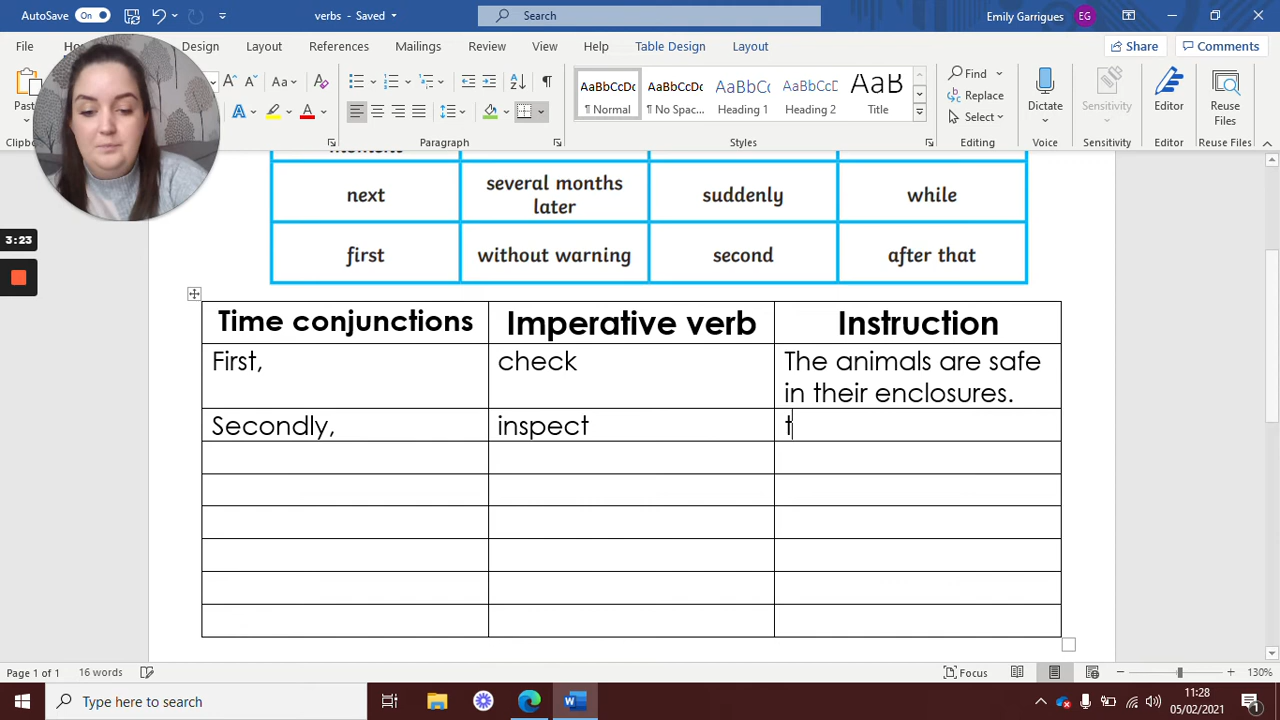 AutoSave On verbs - Saved Search Emily Garrigues EG
File Design Layout References Mailings Review View Help Table Design Layout Share Comments
Aa AaBbCcDc AaBbCcDc AaBbCc AaBbCcC AaB Find Replace Select
Paste ¶ Normal ¶ No Spac... Heading 1 Heading 2 Title Dictate Sensitivity Editor Reuse Files
Paragraph Styles Editing Voice Sensitivity Editor Reuse Files
next several months later suddenly while
first without warning second after that
3:23
Time conjunctions Imperative verb Instruction
First, check The animals are safe
in their enclosures.
Secondly, inspect t
Page 1 of 1 16 words Focus 130%
Type here to search 11:28
05/02/2021